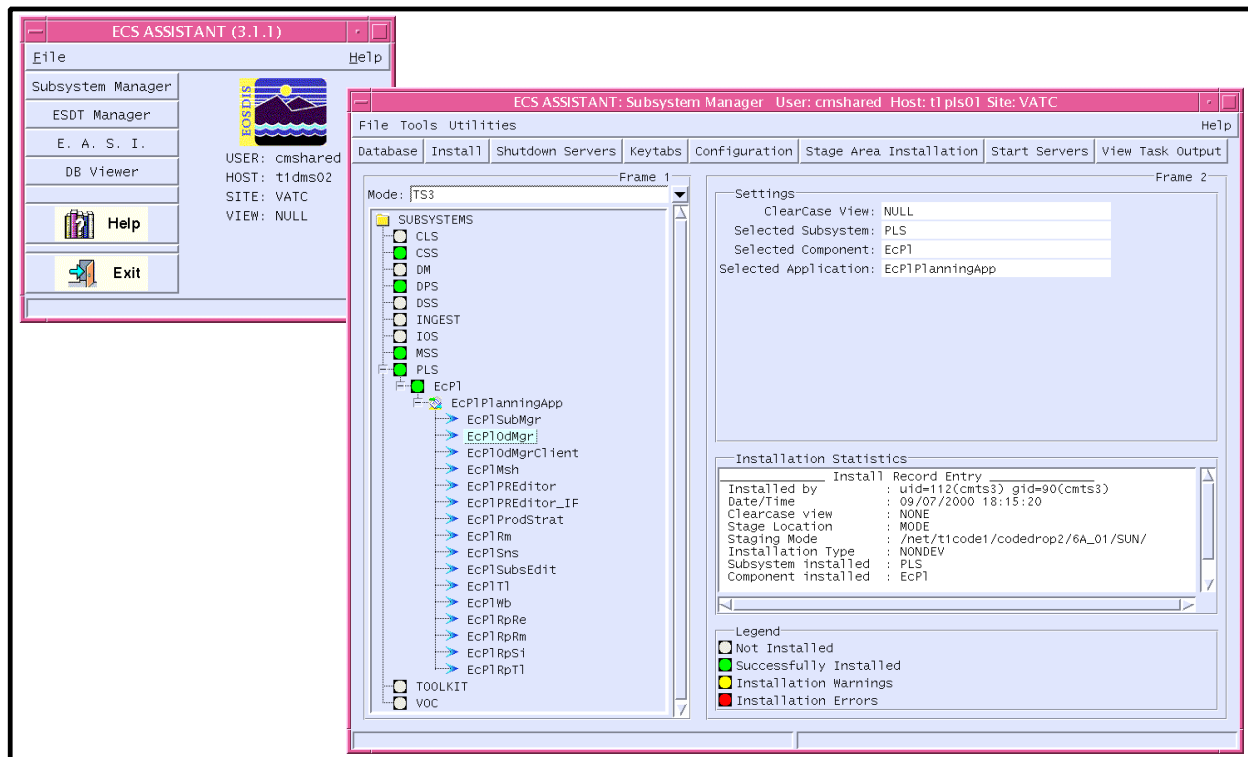 ECS ASSISTANT (3.1.1)
File Help
Subsystem Manager
ESDT Manager
E. A. S. I.
DB Viewer
Help
Exit
EOSDIS
USER: cmshared
HOST: t1dms02
SITE: VATC
VIEW: NULL
ECS ASSISTANT: Subsystem Manager User: cmshared Host: t1pls01 Site: VATC
File Tools Utilities Help
Database Install Shutdown Servers Keytabs Configuration Stage Area Installation Start Servers View Task Output
Frame 1
Mode: TS3
SUBSYSTEMS
CLS
CSS
DM
DPS
DSS
INGEST
IOS
MSS
PLS
EcPl
EcPlPlanningApp
EcPlSubMgr
EcPlOdMgr
EcPlOdMgrClient
EcPlMsh
EcPlPREditor
EcPlPREditor_IF
EcPlProdStrat
EcPlRm
EcPlSns
EcPlSubsEdit
EcPlTl
EcPlWb
EcPlRpRe
EcPlRpRm
EcPlRpSi
EcPlRpTl
TOOLKIT
VOC
Frame 2
Settings
ClearCase View: NULL
Selected Subsystem: PLS
Selected Component: EcPl
Selected Application: EcPlPlanningApp
Installation Statistics
__________ Install Record Entry __________
Installed by : uid=112(cmts3) gid=90(cmts3)
Date/Time : 09/07/2000 18:15:20
Clearcase view : NONE
Stage Location : MODE
Staging Mode : /net/t1code1/codedrop2/6A_01/SUN/
Installation Type : NONDEV
Subsystem installed : PLS
Component installed : EcPl
Legend
Not Installed
Successfully Installed
Installation Warnings
Installation Errors